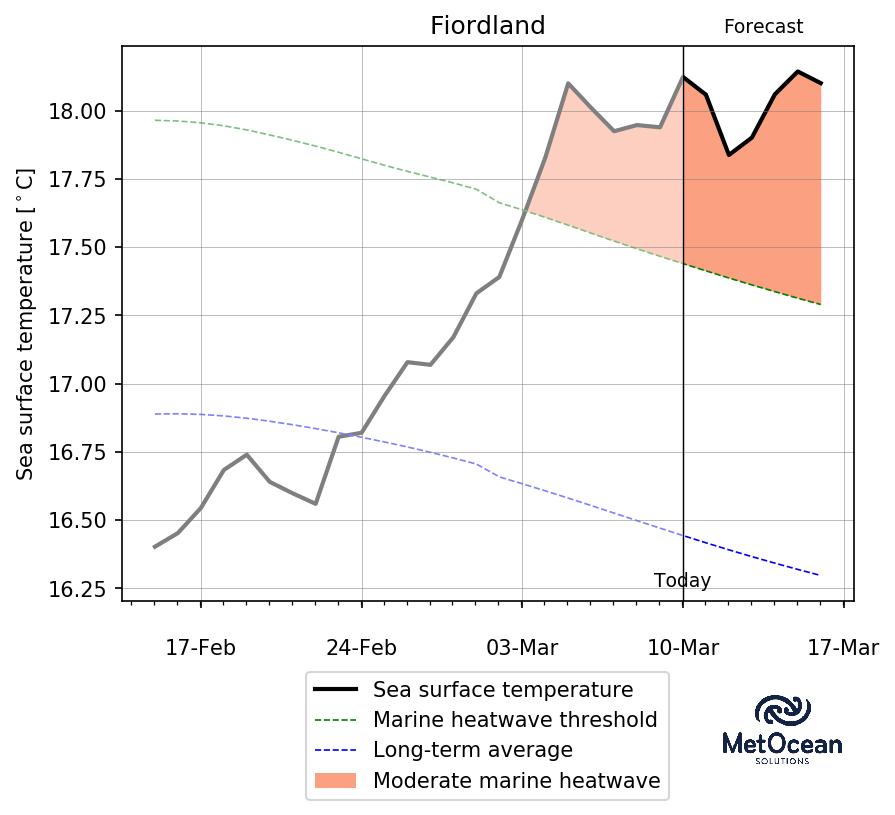 Fiordland
Forecast
Sea surface temperature [°C]
18.00
17.75
17.50
17.25
17.00
16.75
16.50
16.25
Today
17-Feb 24-Feb 03-Mar 10-Mar 17-Mar
Sea surface temperature
Marine heatwave threshold
Long-term average
Moderate marine heatwave
MetOcean
SOLUTIONS